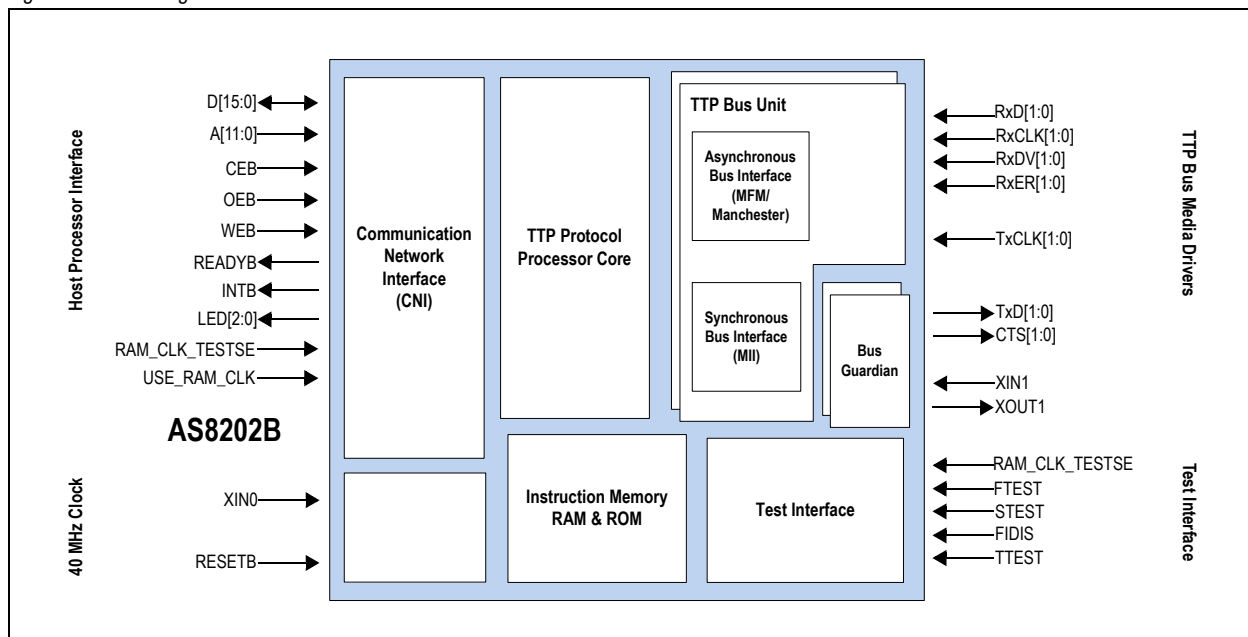 Host Processor Interface
D[15:0]
A[11:0]
CEB
OEB
WEB
READYB
INTB
LED[2:0]
RAM_CLK_TESTSE
USE_RAM_CLK
AS8202B
40 MHz Clock
XIN0
RESETB
Communication
Network
Interface
(CNI)
TTP Protocol
Processor Core
TTP Bus Unit
Asynchronous
Bus Interface
(MFM/
Manchester)
Synchronous
Bus Interface
(MII)
Bus
Guardian
Instruction Memory
RAM & ROM
Test Interface
RxD[1:0]
RxCLK[1:0]
RxDV[1:0]
RxER[1:0]
TxCLK[1:0]
TxD[1:0]
CTS[1:0]
XIN1
XOUT1
TTP Bus Media Drivers
RAM_CLK_TESTSE
FTEST
STEST
FIDIS
TTEST
Test Interface